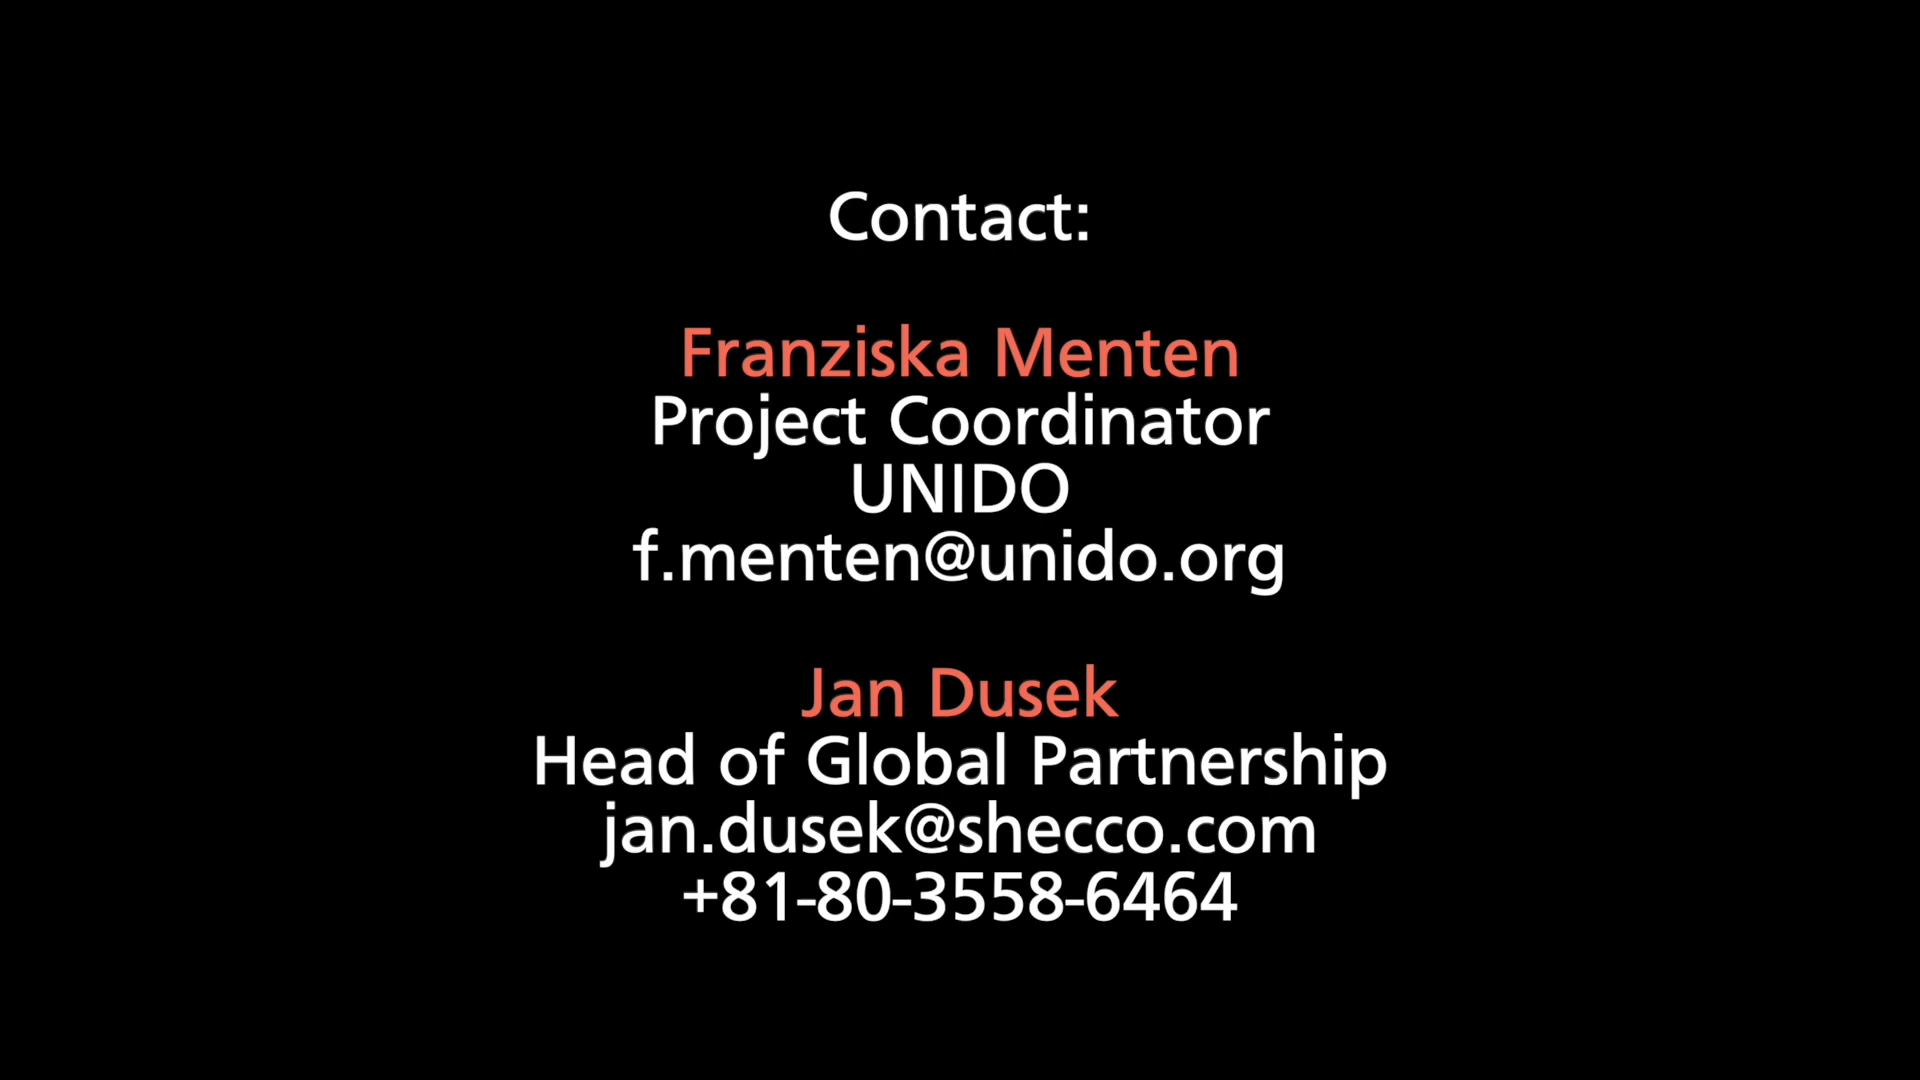 Contact:
Franziska Menten
Project Coordinator
UNIDO
f.menten@unido.org
Jan Dusek
Head of Global Partnership
jan.dusek@shecco.com
+81-80-3558-6464